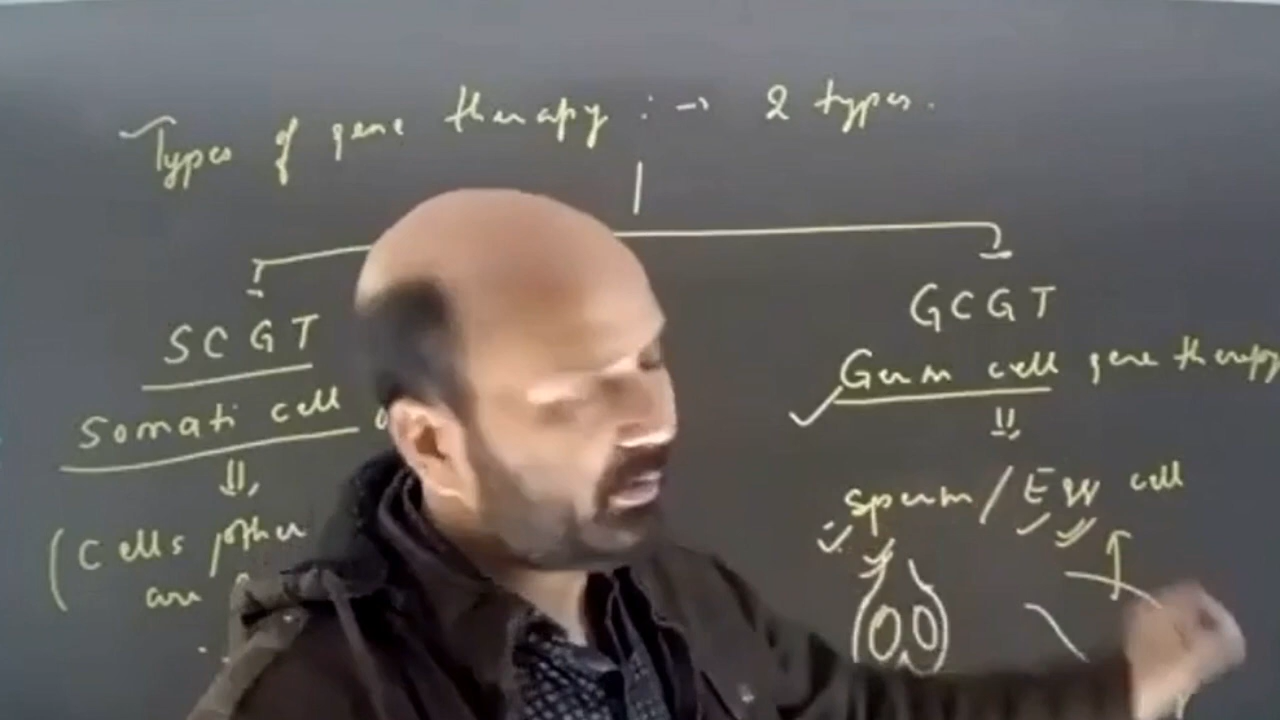 Types of gene therapy :→ 2 types.
SCGT
GCGT
Somati cell
Germ cell gene therapy
Sperm / Egg cell
(Cells other
are